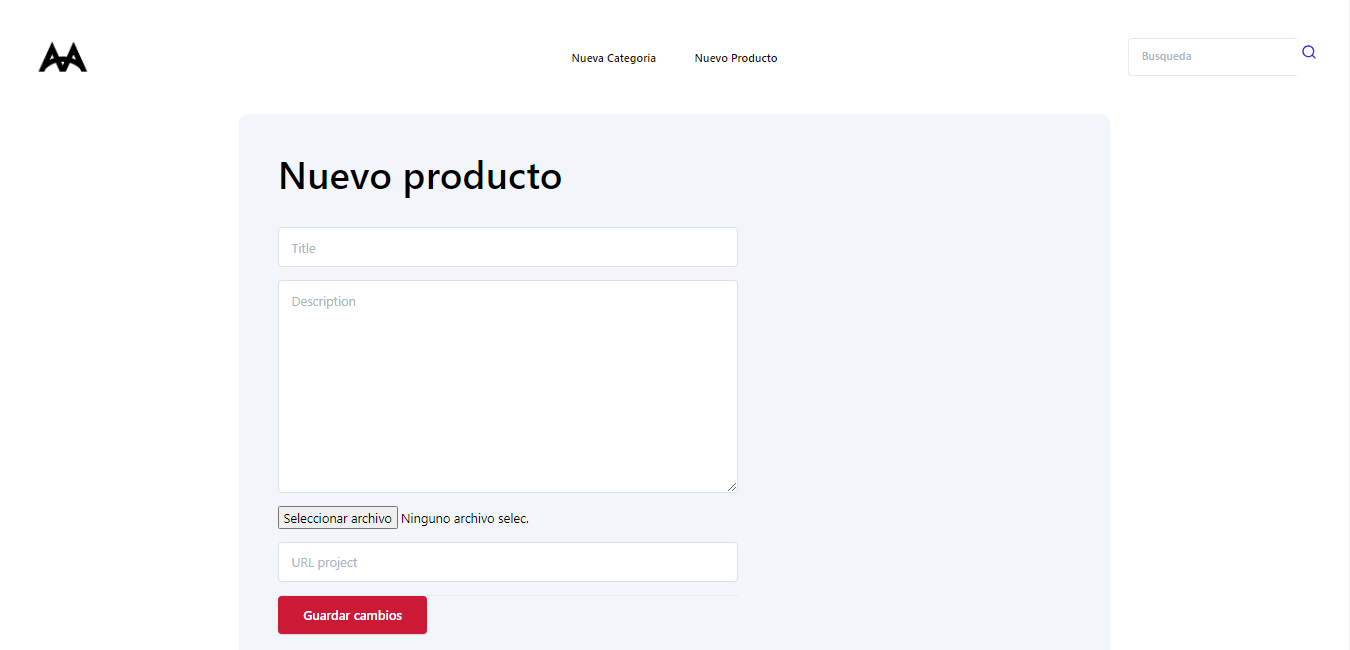 Nueva Categoria
Nuevo Producto
Busqueda
Nuevo producto
Title
Description
Seleccionar archivo Ninguno archivo selec.
URL project
Guardar cambios